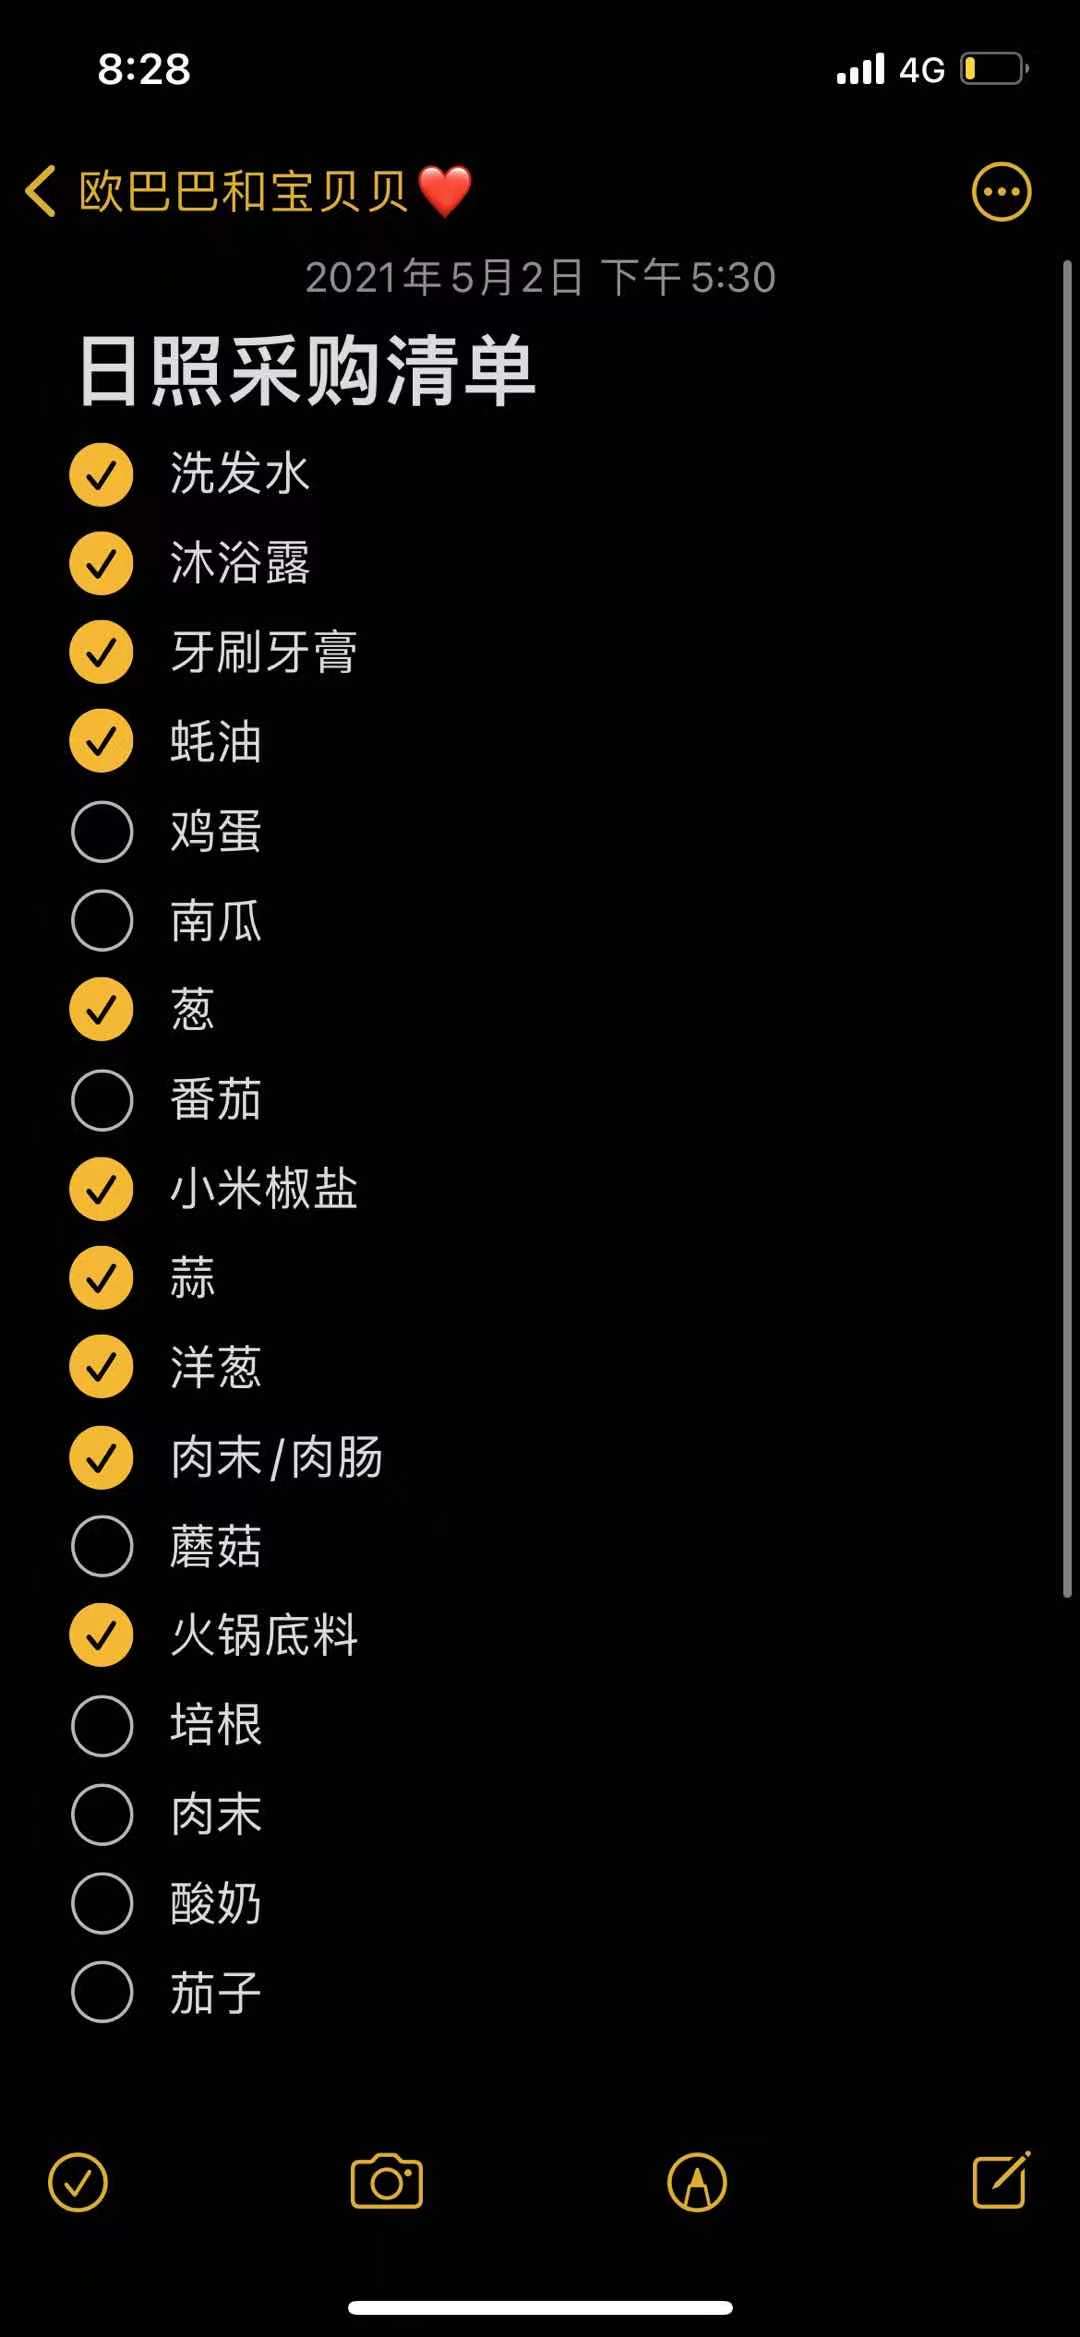 8:28 4G
欧巴巴和宝贝贝❤️
2021年5月2日 下午5:30
日照采购清单
洗发水
沐浴露
牙刷牙膏
蚝油
鸡蛋
南瓜
葱
番茄
小米椒盐
蒜
洋葱
肉末/肉肠
蘑菇
火锅底料
培根
肉末
酸奶
茄子